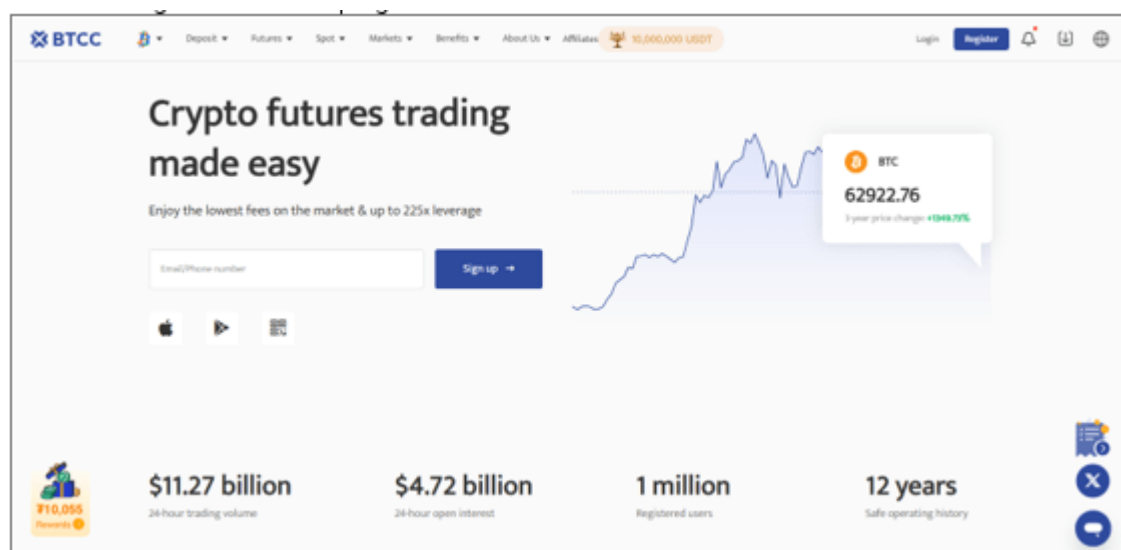 BTCC
Deposit Futures Spot Markets Benefits About Us Affiliates 10,000,000 USDT Login Register
Crypto futures trading
made easy
Enjoy the lowest fees on the market & up to 225x leverage
Email/Phone number
Sign up →
BTC
62922.76
-year price change: +1949.75%
₮10,055
Rewards
$11.27 billion
$4.72 billion
1 million
12 years
24-hour trading volume
24-hour open interest
Registered users
Safe operating history